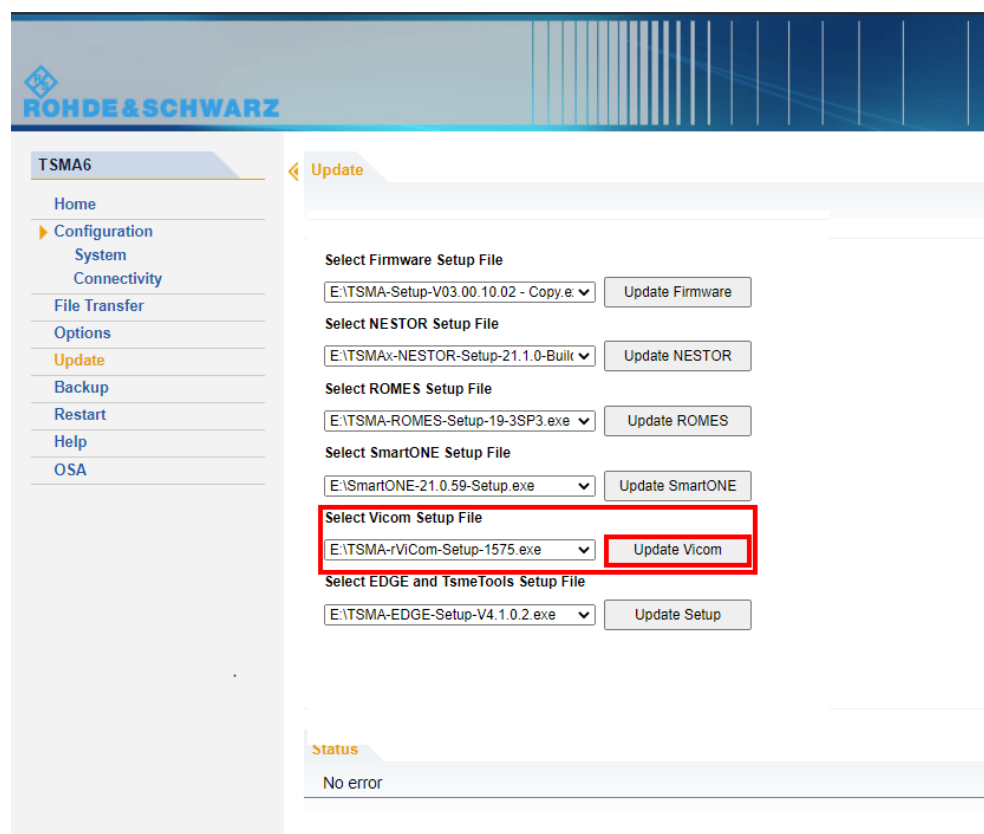 ROHDE&SCHWARZ
TSMA6
Home
Configuration
System
Connectivity
File Transfer
Options
Update
Backup
Restart
Help
OSA
Update
Select Firmware Setup File
E:\TSMA-Setup-V03.00.10.02 - Copy.e:
Update Firmware
Select NESTOR Setup File
E:\TSMAx-NESTOR-Setup-21.1.0-Build
Update NESTOR
Select ROMES Setup File
E:\TSMA-ROMES-Setup-19-3SP3.exe
Update ROMES
Select SmartONE Setup File
E:\SmartONE-21.0.59-Setup.exe
Update SmartONE
Select Vicom Setup File
E:\TSMA-rViCom-Setup-1575.exe
Update Vicom
Select EDGE and TsmeTools Setup File
E:\TSMA-EDGE-Setup-V4.1.0.2.exe
Update Setup
Status
No error